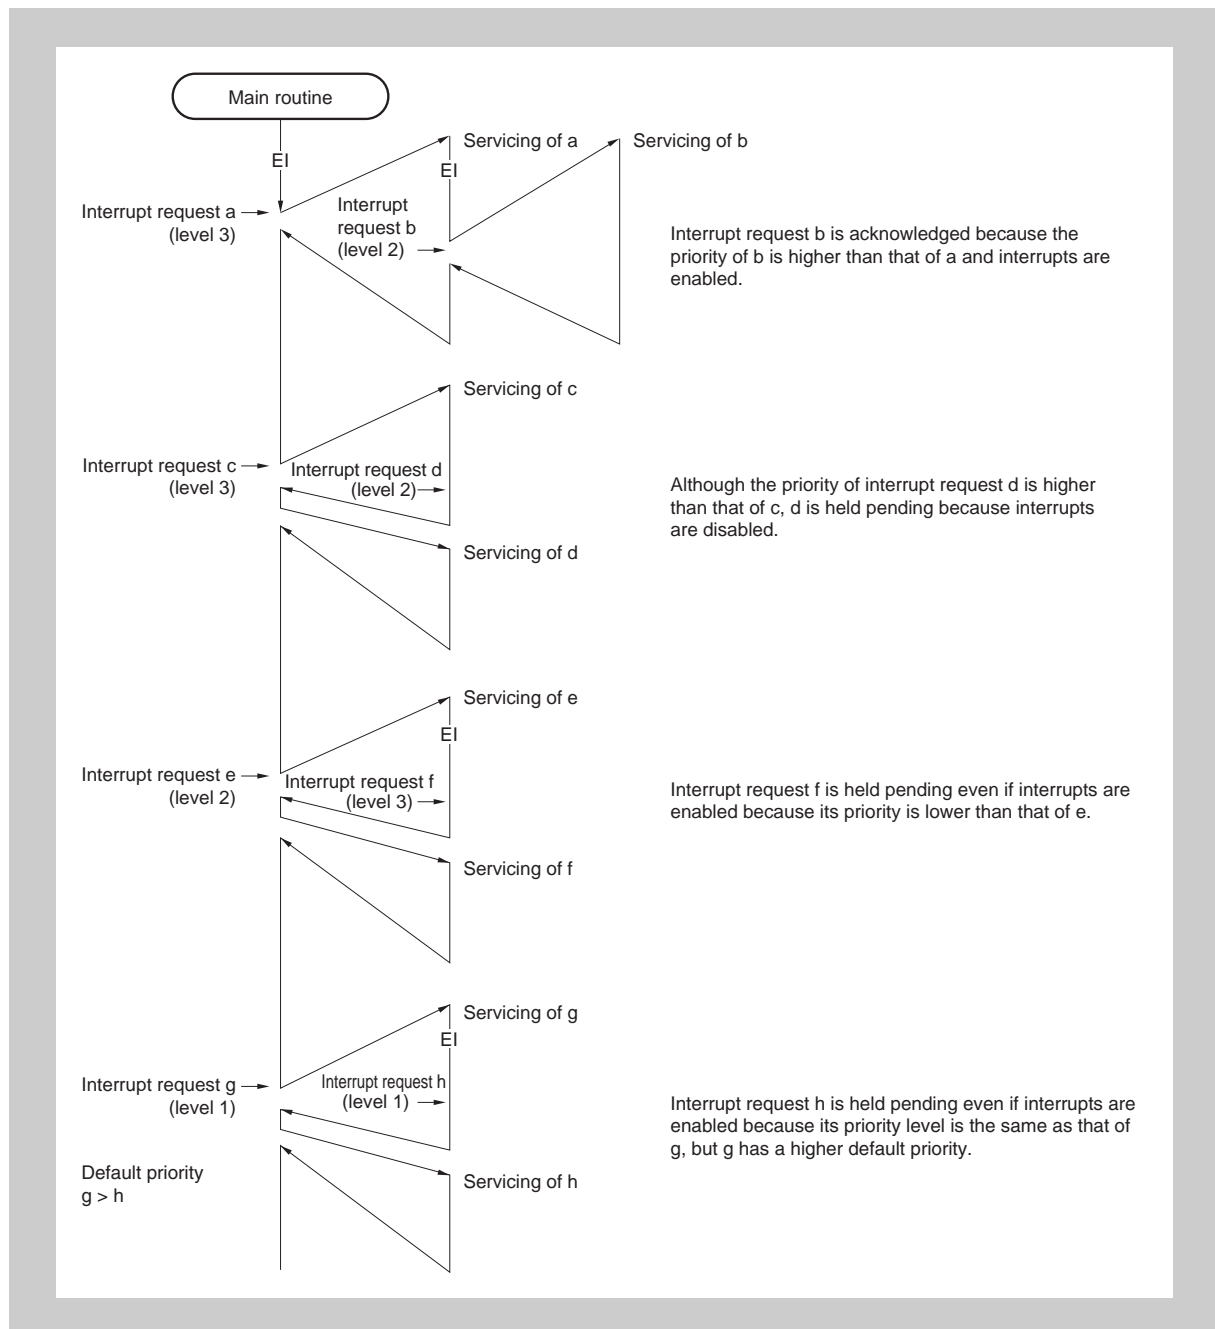 Main routine
EI
Servicing of a
Servicing of b
EI
Interrupt request a
(level 3)
Interrupt
request b
(level 2)
Interrupt request b is acknowledged because the
priority of b is higher than that of a and interrupts are
enabled.
Servicing of c
Interrupt request c
(level 3)
Interrupt request d
(level 2)
Although the priority of interrupt request d is higher
than that of c, d is held pending because interrupts
are disabled.
Servicing of d
Servicing of e
EI
Interrupt request e
(level 2)
Interrupt request f
(level 3)
Interrupt request f is held pending even if interrupts are
enabled because its priority is lower than that of e.
Servicing of f
Servicing of g
EI
Interrupt request g
(level 1)
Interrupt request h
(level 1)
Interrupt request h is held pending even if interrupts are
enabled because its priority level is the same as that of
g, but g has a higher default priority.
Default priority
g > h
Servicing of h